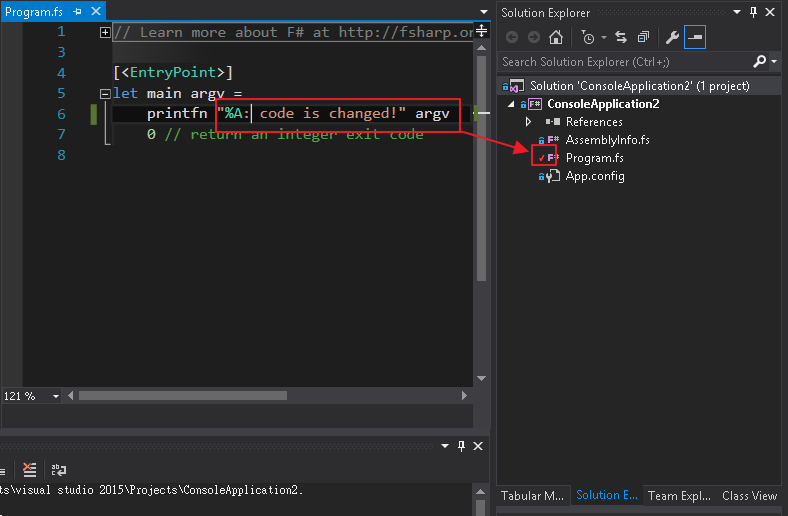 Program.fs
1 // Learn more about F# at http://fsharp.or
3
4 [<EntryPoint>]
5 let main argv =
6 printfn "%A: code is changed!" argv
7 0 // return an integer exit code
8
121 %
ts\visual studio 2015\Projects\ConsoleApplication2.
Solution Explorer
Search Solution Explorer (Ctrl+;)
Solution 'ConsoleApplication2' (1 project)
F# ConsoleApplication2
References
F# AssemblyInfo.fs
F# Program.fs
App.config
Tabular M... Solution E... Team Expl... Class View